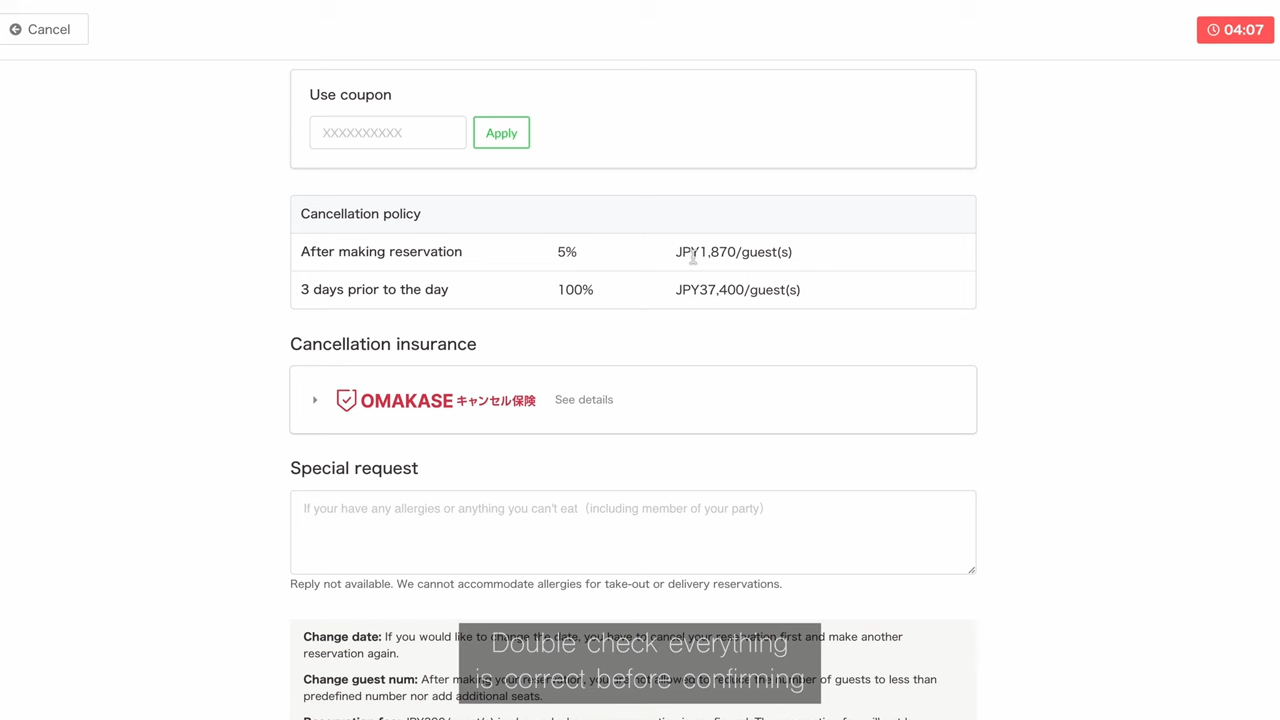 Cancel
04:07
Use coupon
XXXXXXXXXX
Apply
Cancellation policy
After making reservation 5% JPY1,870/guest(s)
3 days prior to the day 100% JPY37,400/guest(s)
Cancellation insurance
OMAKASE キャンセル保険 See details
Special request
If your have any allergies or anything you can't eat（including member of your party）
Reply not available. We cannot accommodate allergies for take-out or delivery reservations.
Change date: If you would like to change the date, you have to cancel your reservation first and make another
reservation again.
Double check everything
is correct before confirming
Change guest num: After making your reservation, you are not allowed to reduce the number of guests to less than
predefined number nor add additional seats.